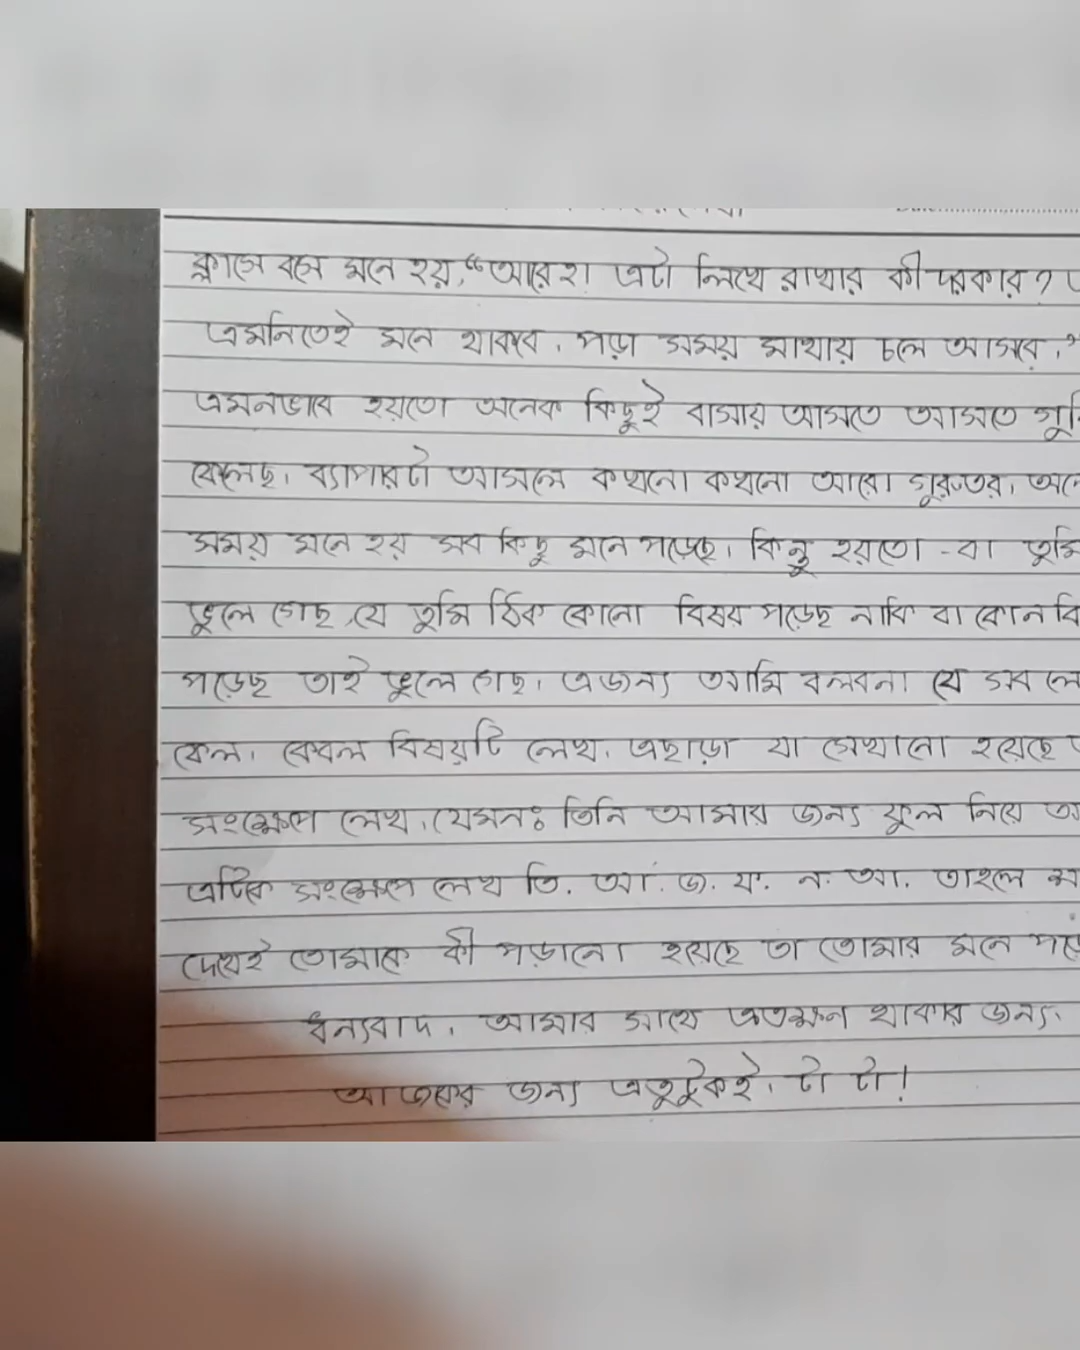 ক্লাসে বসে মনে হয়, “আরে হ! এটা লিখে রাখার কী দরকার?
এমনিতেই মনে থাকবে, পড়া সময় মাথায় চলে আসবে,”
এমনভাবে হয়তো অনেক কিছুই বাসায় আসতে আসতে
ফেলেছ, ব্যাপারটা আসলে কখনো কখনো আরো গুরুতর,
সময় মনে হয় সব কিছু মনে পড়েছে, কিন্তু হয়তো-বা তুমি
ভুলে গেছ যে তুমি ঠিক কোনো বিষয় পড়েছ নাকি বা কোন
পড়েছ তাই ভুলে গেছ, এজন্য আমি বলবনা যে সব
ফেল, কেবল বিষয়টি লেখ, এছাড়া যা শেখানো হয়েছে
সংক্ষেপে লেখ, যেমনঃ তিনি আমার জন্য ফুল নিয়ে
এটিকে সংক্ষেপে লেখ তি. আ. জ. ফ. ন. আ. তাহলে
দেখেই তোমাকে কী পড়ানো হয়েছে তা তোমার মনে
ধন্যবাদ, আমার সাথে এতক্ষন থাকার জন্য,
আজকের জন্য এতুটুকই, টা টা!